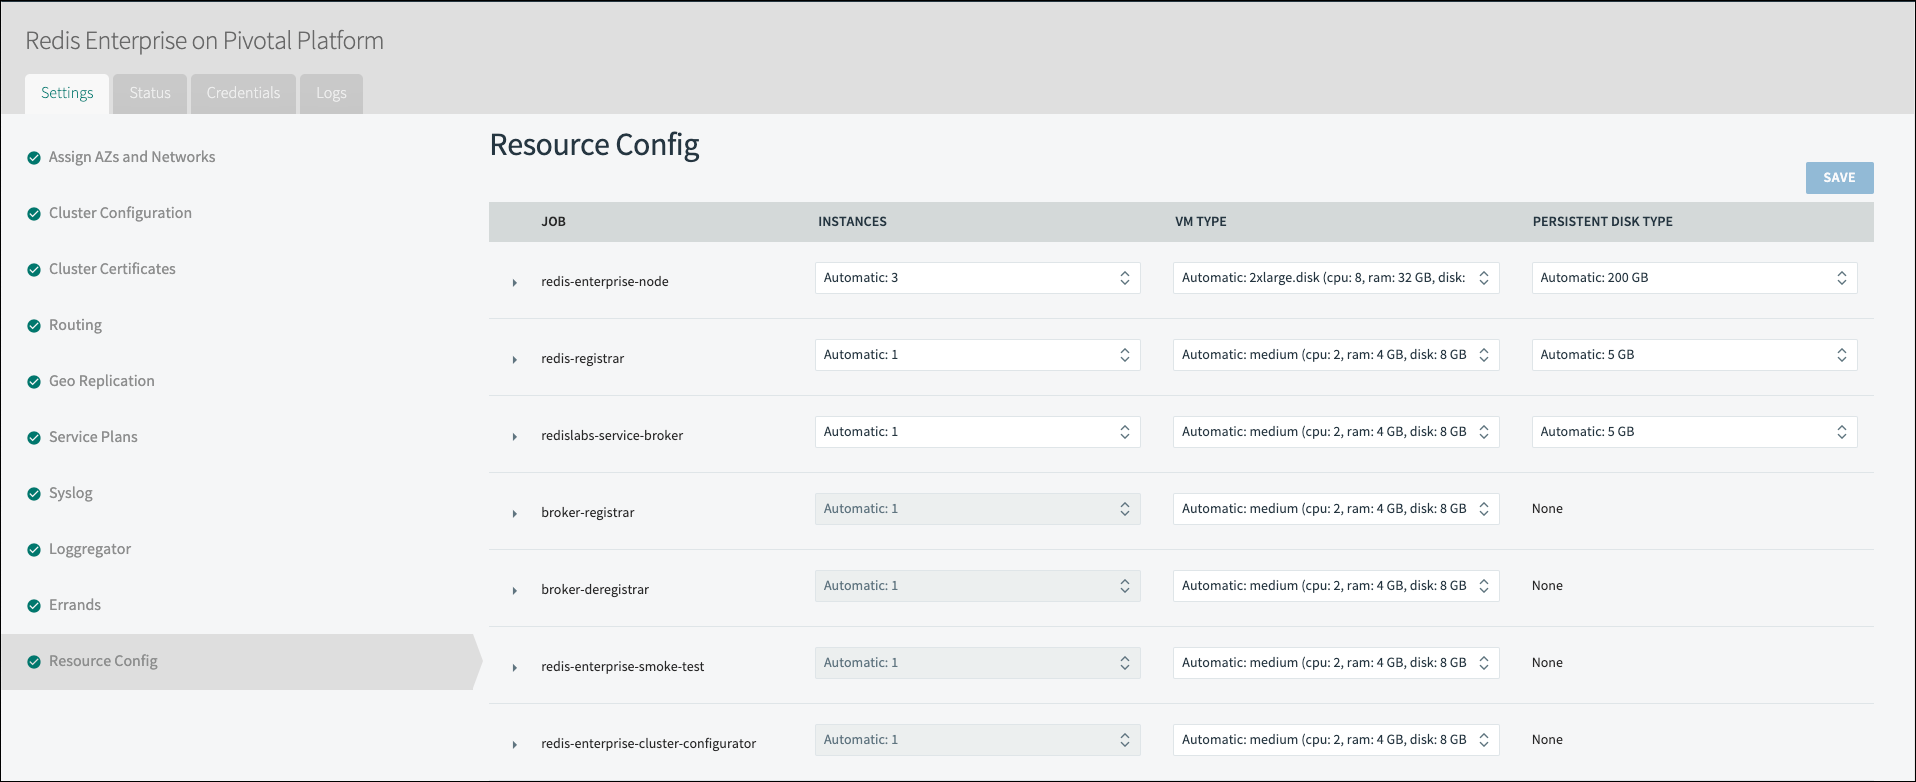 Redis Enterprise on Pivotal Platform
Settings Status Credentials Logs
Assign AZs and Networks
Cluster Configuration
Cluster Certificates
Routing
Geo Replication
Service Plans
Syslog
Loggregator
Errands
Resource Config
Resource Config
SAVE
JOB INSTANCES VM TYPE PERSISTENT DISK TYPE
redis-enterprise-node Automatic: 3 Automatic: 2xlarge.disk (cpu: 8, ram: 32 GB, disk: Automatic: 200 GB
redis-registrar Automatic: 1 Automatic: medium (cpu: 2, ram: 4 GB, disk: 8 GB Automatic: 5 GB
redislabs-service-broker Automatic: 1 Automatic: medium (cpu: 2, ram: 4 GB, disk: 8 GB Automatic: 5 GB
broker-registrar Automatic: 1 Automatic: medium (cpu: 2, ram: 4 GB, disk: 8 GB None
broker-deregistrar Automatic: 1 Automatic: medium (cpu: 2, ram: 4 GB, disk: 8 GB None
redis-enterprise-smoke-test Automatic: 1 Automatic: medium (cpu: 2, ram: 4 GB, disk: 8 GB None
redis-enterprise-cluster-configurator Automatic: 1 Automatic: medium (cpu: 2, ram: 4 GB, disk: 8 GB None